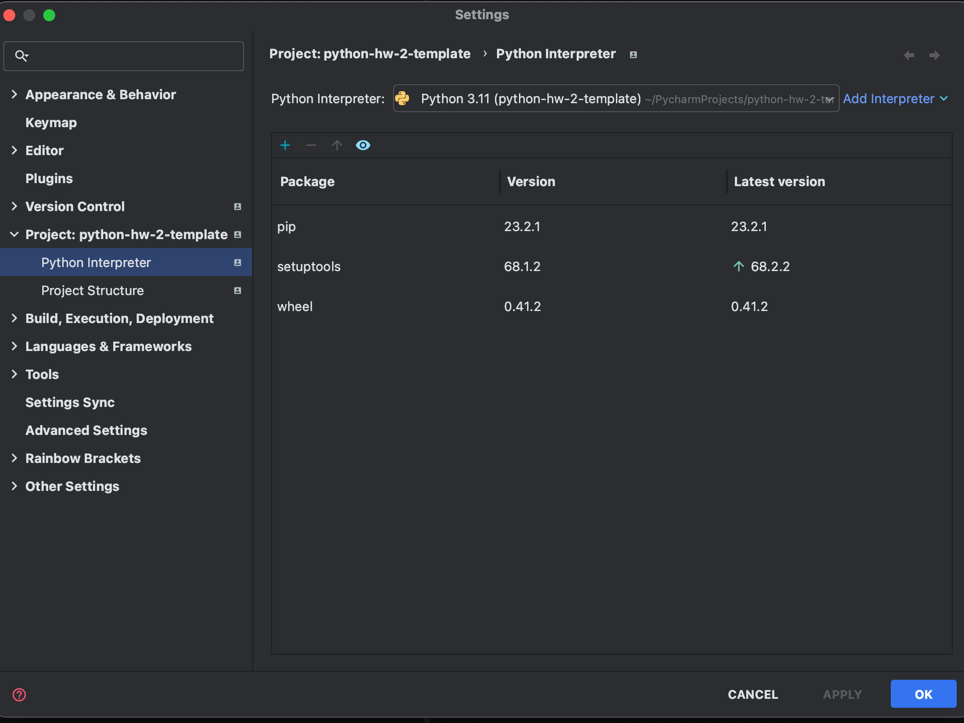 Settings
Project: python-hw-2-template › Python Interpreter
Python Interpreter: Python 3.11 (python-hw-2-template) ~/PycharmProjects/python-hw-2-ter Add Interpreter
Appearance & Behavior
Keymap
Editor
Plugins
Version Control
Project: python-hw-2-template
Python Interpreter
Project Structure
Build, Execution, Deployment
Languages & Frameworks
Tools
Settings Sync
Advanced Settings
Rainbow Brackets
Other Settings
Package Version Latest version
pip 23.2.1 23.2.1
setuptools 68.1.2 68.2.2
wheel 0.41.2 0.41.2
? CANCEL APPLY OK